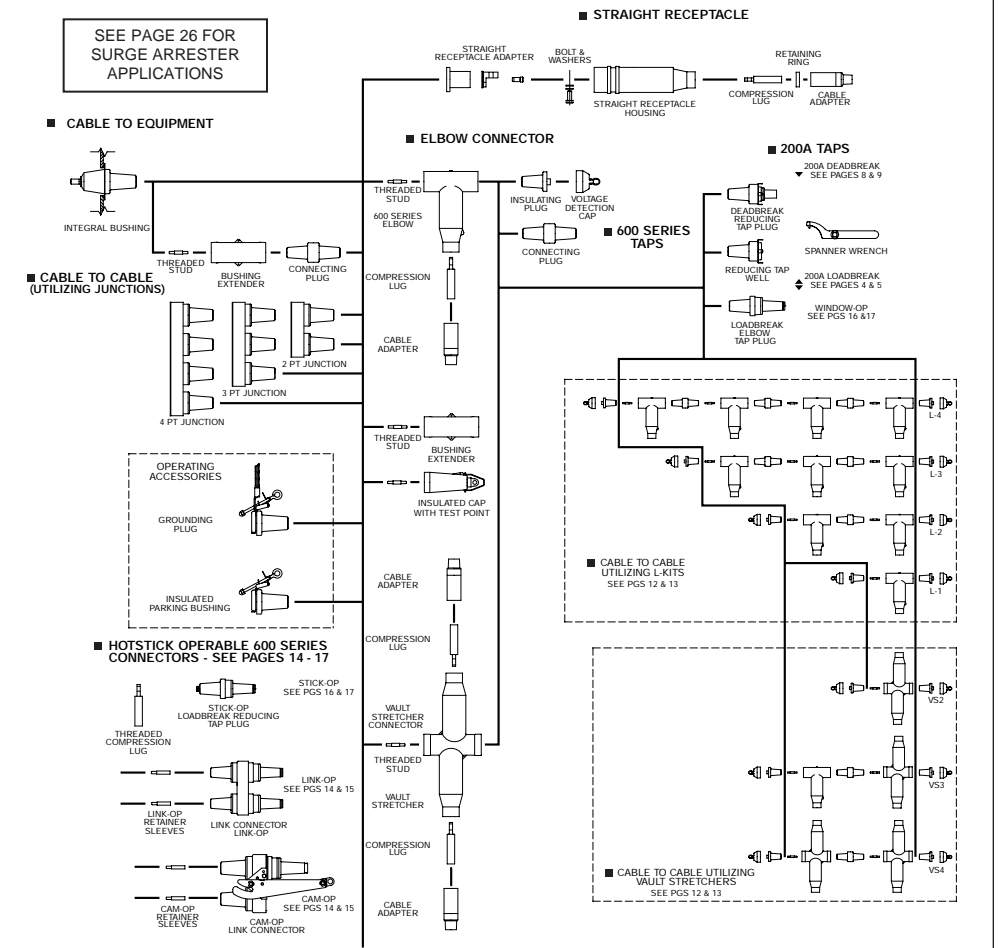 SEE PAGE 26 FOR
SURGE ARRESTER
APPLICATIONS
■ STRAIGHT RECEPTACLE
STRAIGHT
RECEPTACLE ADAPTER
BOLT &
WASHERS
STRAIGHT RECEPTACLE
HOUSING
RETAINING
RING
COMPRESSION
LUG
CABLE
ADAPTER
■ CABLE TO EQUIPMENT
INTEGRAL BUSHING
THREADED
STUD
BUSHING
EXTENDER
CONNECTING
PLUG
■ ELBOW CONNECTOR
THREADED
STUD
600 SERIES
ELBOW
INSULATING
PLUG
VOLTAGE
DETECTION
CAP
CONNECTING
PLUG
COMPRESSION
LUG
CABLE
ADAPTER
■ 600 SERIES
TAPS
■ 200A TAPS
▼ 200A DEADBREAK
SEE PAGES 8 & 9
DEADBREAK
REDUCING
TAP PLUG
SPANNER WRENCH
REDUCING TAP
WELL
200A LOADBREAK
SEE PAGES 4 & 5
LOADBREAK
ELBOW
TAP PLUG
WINDOW-OP
SEE PGS 16 &17
■ CABLE TO CABLE
(UTILIZING JUNCTIONS)
2 PT JUNCTION
3 PT JUNCTION
4 PT JUNCTION
THREADED
STUD
BUSHING
EXTENDER
INSULATED CAP
WITH TEST POINT
OPERATING
ACCESSORIES
GROUNDING
PLUG
INSULATED
PARKING BUSHING
L-4
L-3
L-2
L-1
■ CABLE TO CABLE
UTILIZING L-KITS
SEE PGS 12 & 13
CABLE
ADAPTER
COMPRESSION
LUG
VAULT
STRETCHER
CONNECTOR
THREADED
STUD
VAULT
STRETCHER
COMPRESSION
LUG
CABLE
ADAPTER
■ HOTSTICK OPERABLE 600 SERIES
CONNECTORS - SEE PAGES 14 - 17
THREADED
COMPRESSION
LUG
STICK-OP
LOADBREAK REDUCING
TAP PLUG
STICK-OP
SEE PGS 16 & 17
LINK-OP
RETAINER
SLEEVES
LINK CONNECTOR
LINK-OP
LINK-OP
SEE PGS 14 & 15
CAM-OP
RETAINER
SLEEVES
CAM-OP
LINK CONNECTOR
CAM-OP
SEE PGS 14 & 15
VS2
VS3
VS4
■ CABLE TO CABLE UTILIZING
VAULT STRETCHERS
SEE PGS 12 & 13